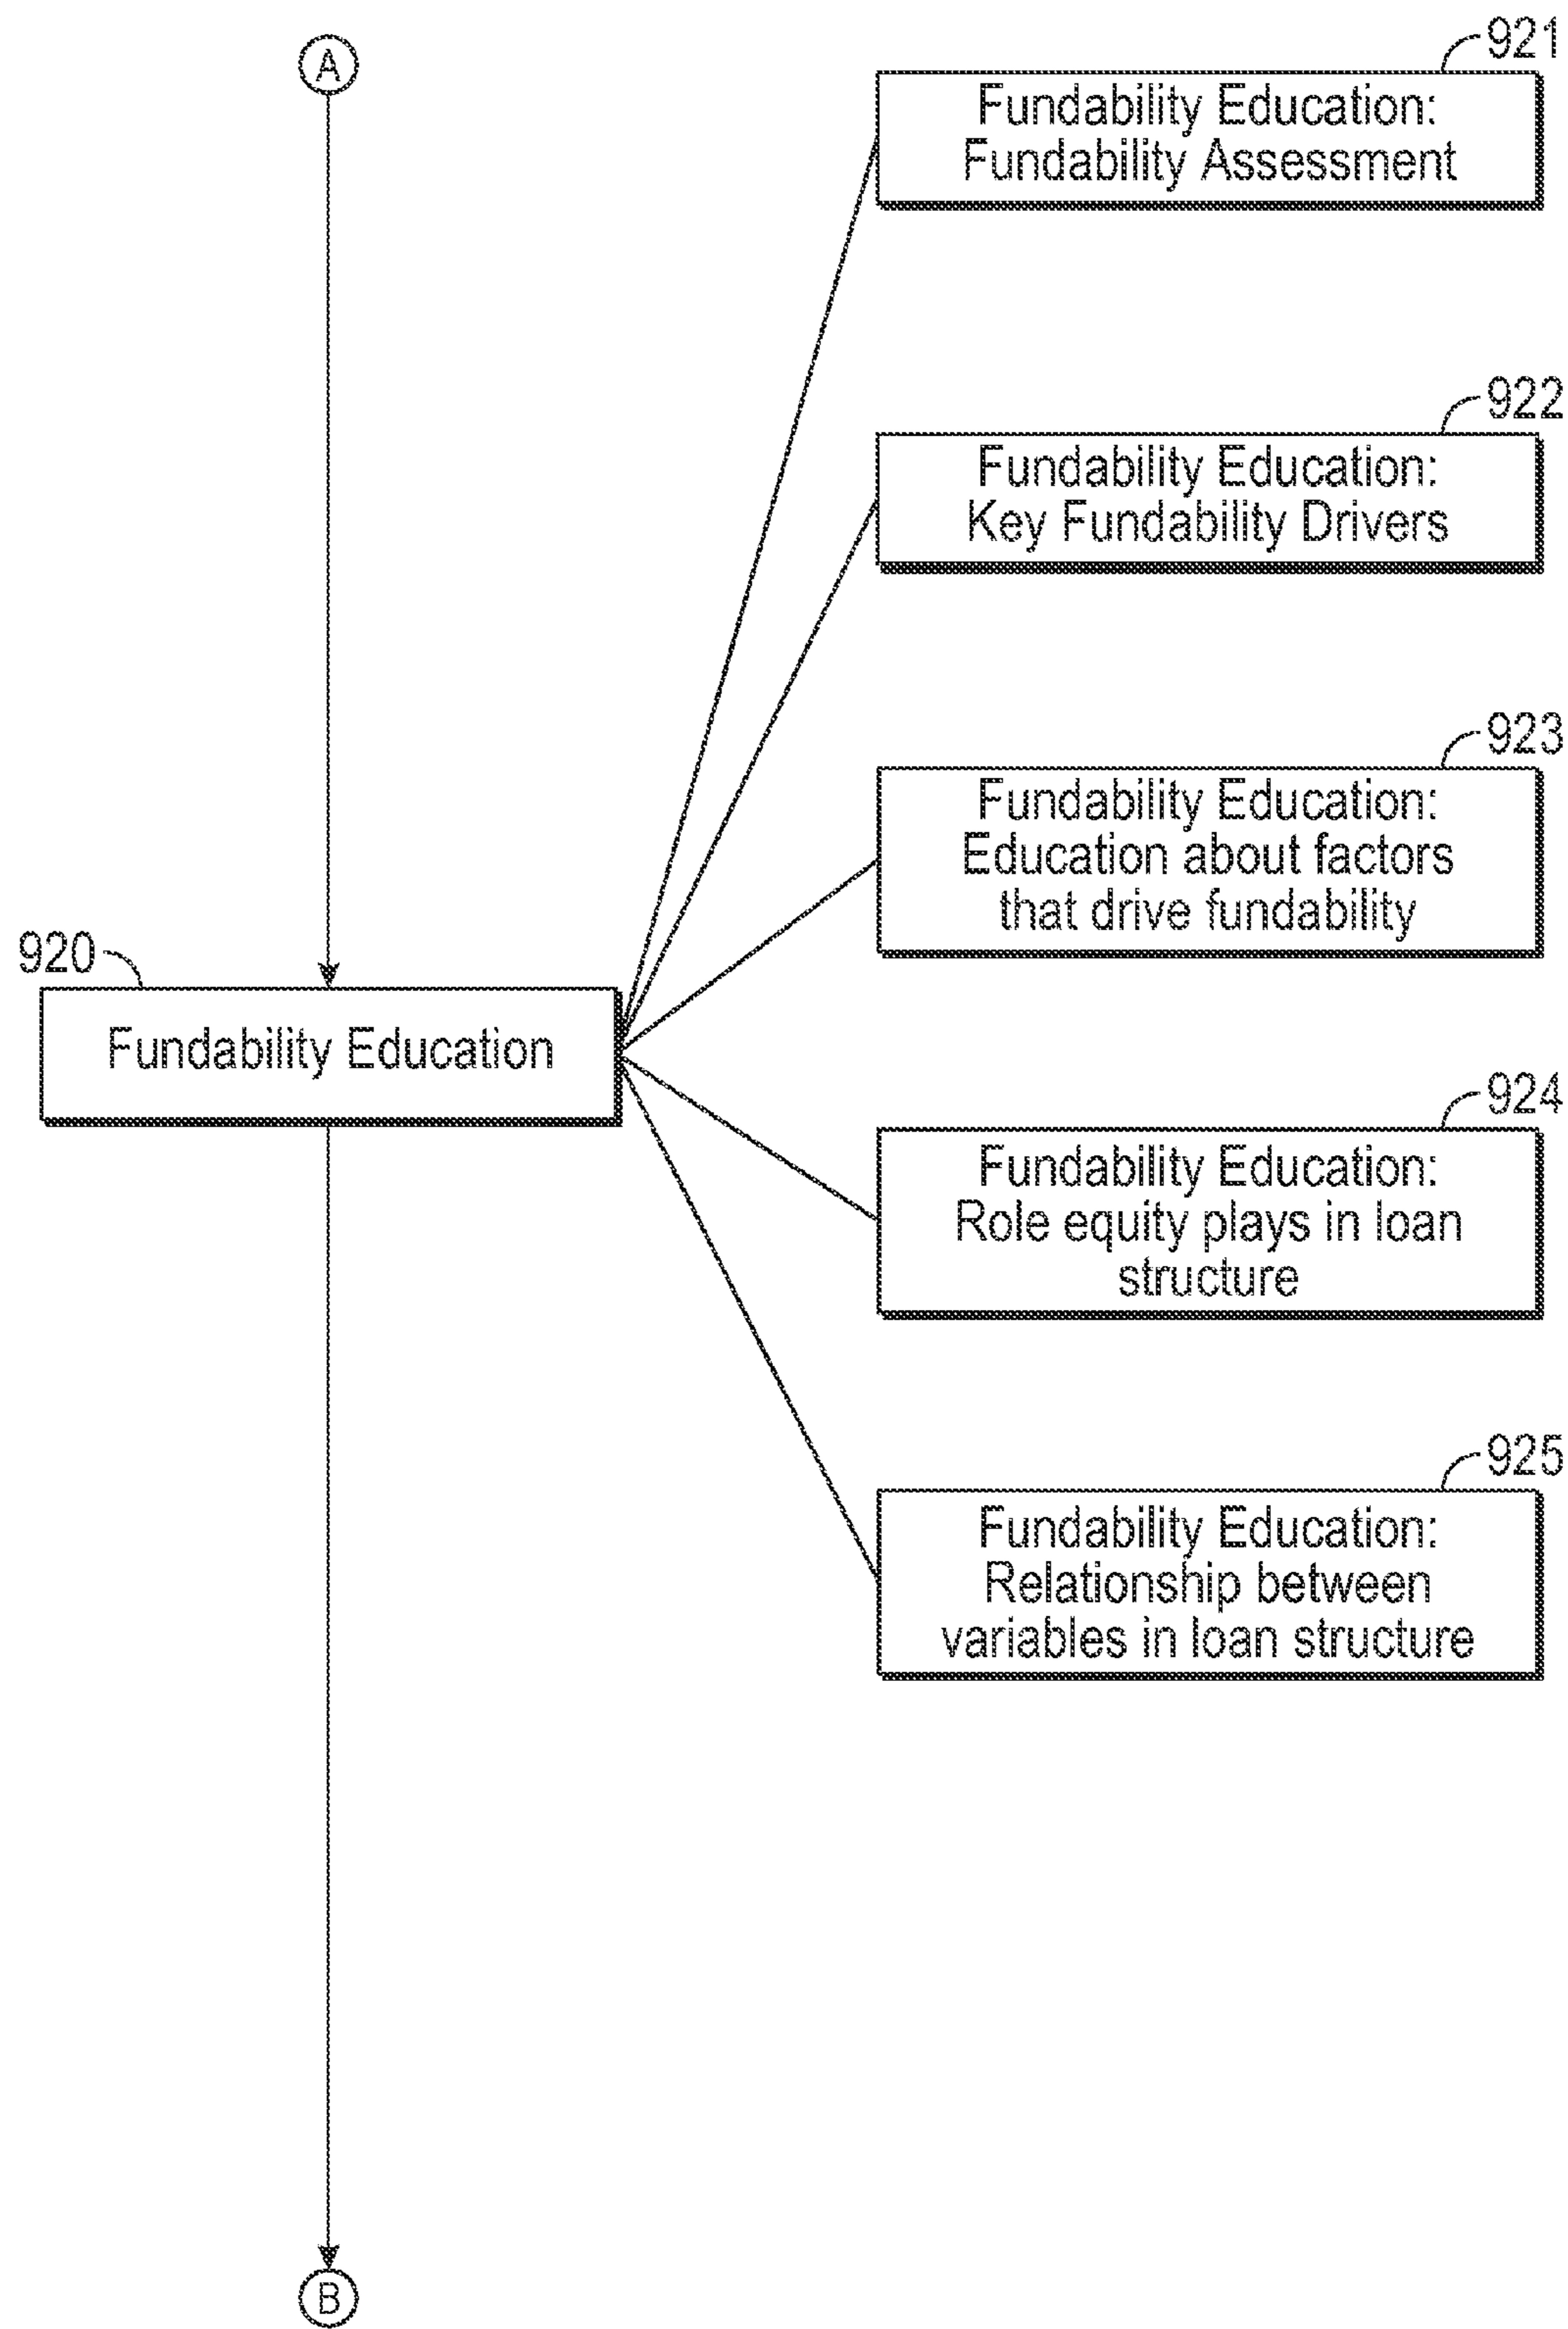 A
921
Fundability Education:
Fundability Assessment
922
Fundability Education:
Key Fundability Drivers
923
Fundability Education:
Education about factors
that drive fundability
920
Fundability Education
924
Fundability Education:
Role equity plays in loan
structure
925
Fundability Education:
Relationship between
variables in loan structure
B